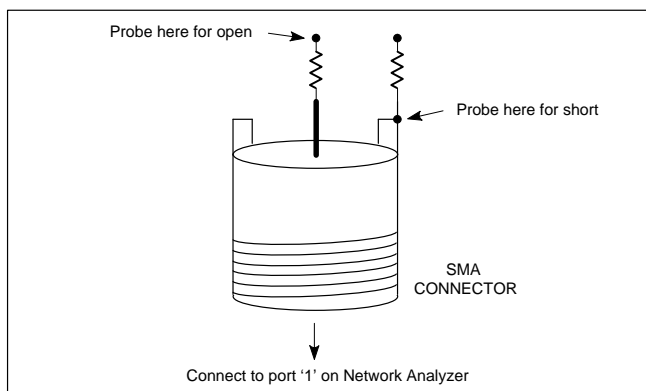 Probe here for open
Probe here for short
SMA
CONNECTOR
Connect to port ‘1’ on Network Analyzer